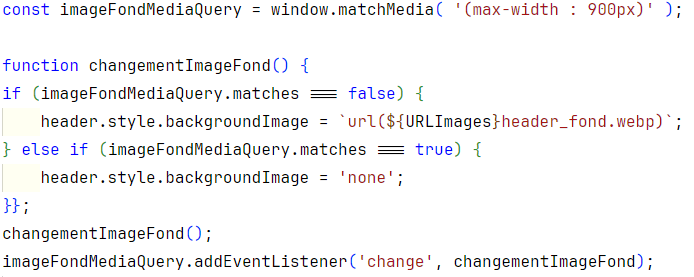 const imageFondMediaQuery = window.matchMedia( '(max-width : 900px)' );
function changementImageFond() {
if (imageFondMediaQuery.matches === false) {
header.style.backgroundImage = `url(${URLImages}header_fond.webp)`;
} else if (imageFondMediaQuery.matches === true) {
header.style.backgroundImage = 'none';
}};
changementImageFond();
imageFondMediaQuery.addEventListener('change', changementImageFond);